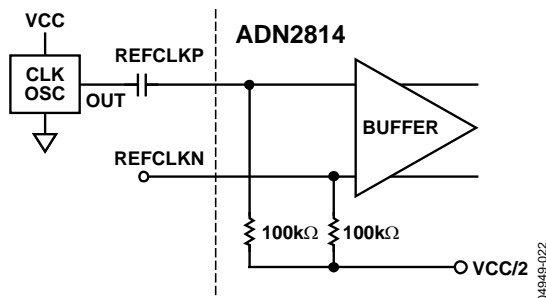 VCC
CLK
OSC
OUT
REFCLKP
ADN2814
BUFFER
REFCLKN
100kΩ
100kΩ
VCC/2
04949-022